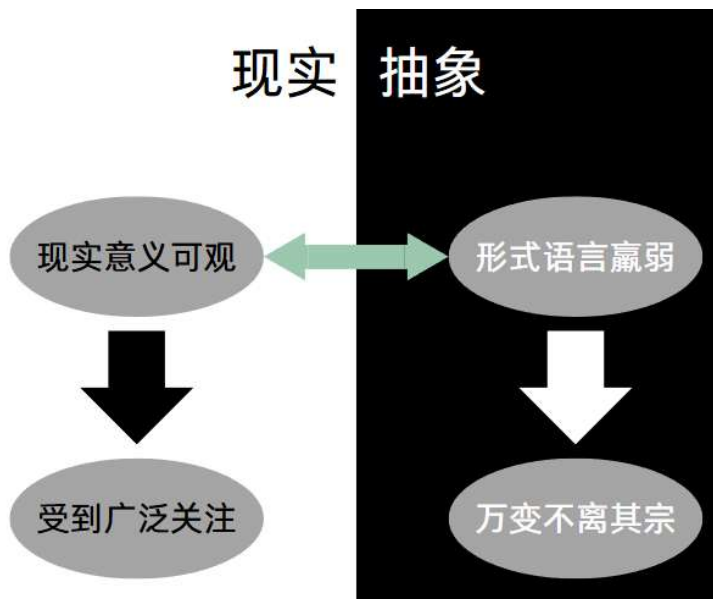 现实 抽象
现实意义可观
形式语言羸弱
受到广泛关注
万变不离其宗